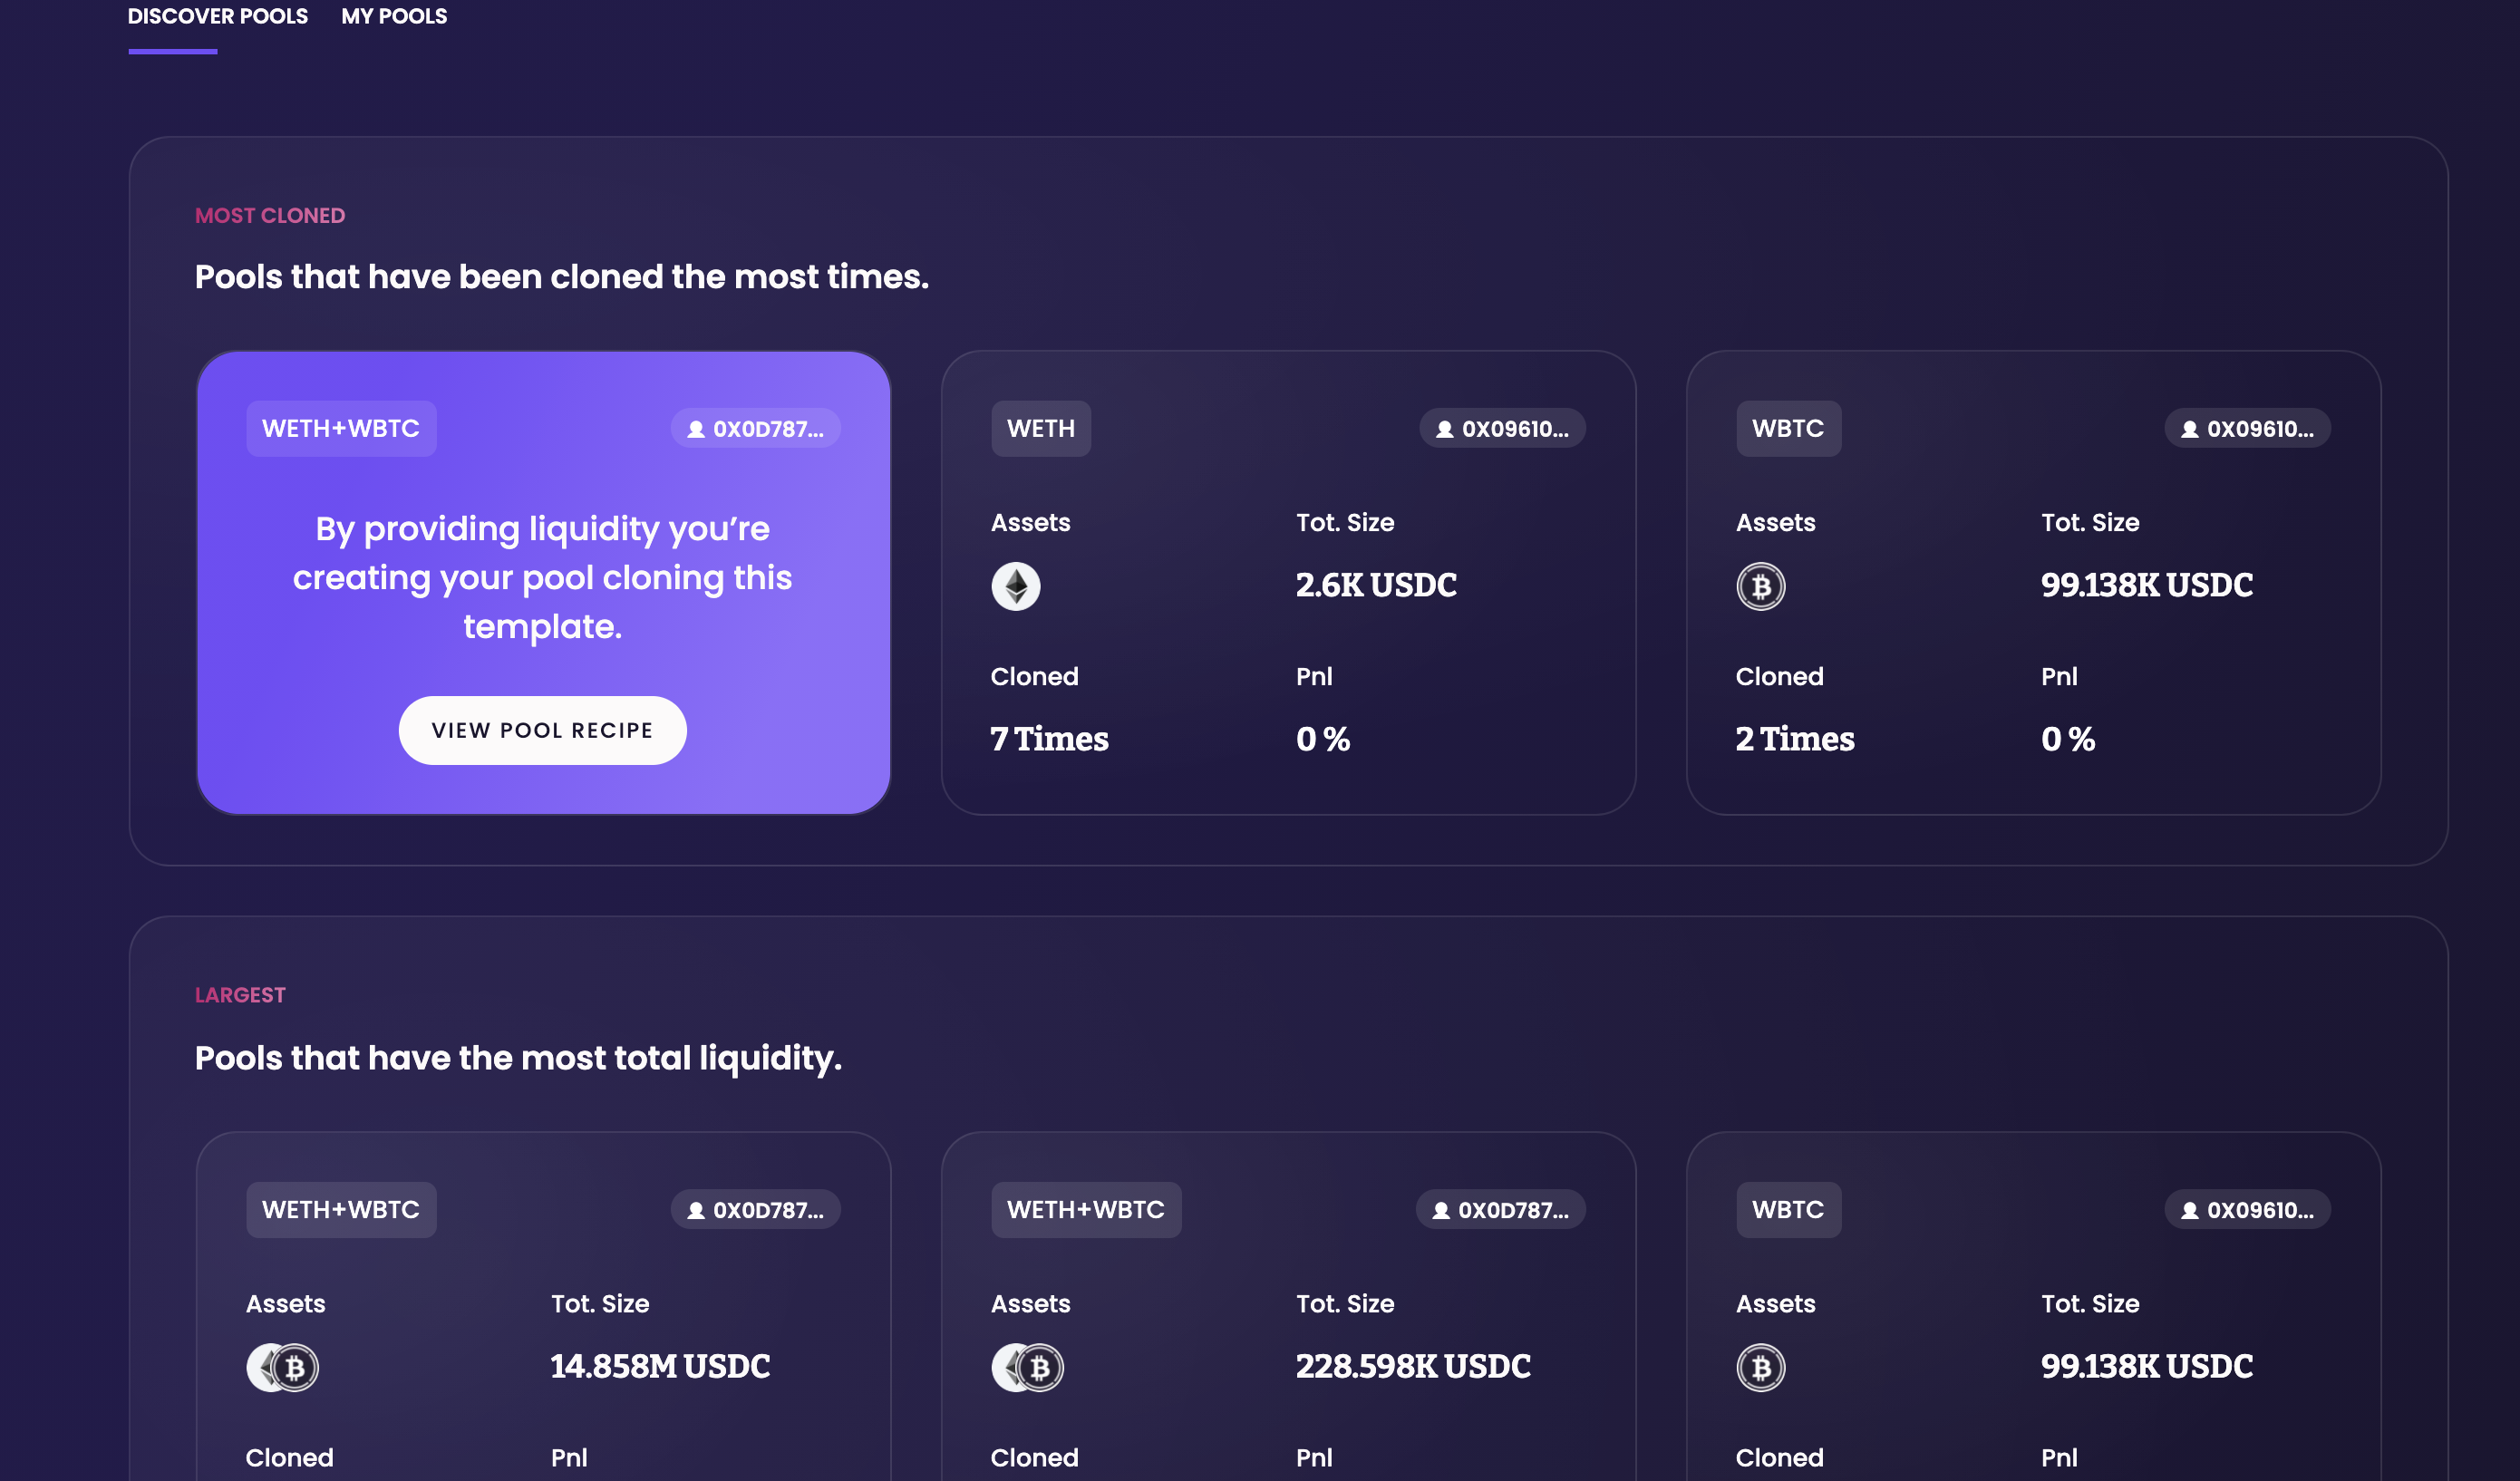 DISCOVER POOLS MY POOLS
MOST CLONED
Pools that have been cloned the most times.
WETH+WBTC 0X0D787...
By providing liquidity you’re
creating your pool cloning this
template.
VIEW POOL RECIPE
WETH 0X09610...
Assets Tot. Size
2.6K USDC
Cloned Pnl
7 Times 0 %
WBTC 0X09610...
Assets Tot. Size
99.138K USDC
Cloned Pnl
2 Times 0 %
LARGEST
Pools that have the most total liquidity.
WETH+WBTC 0X0D787...
Assets Tot. Size
14.858M USDC
Cloned Pnl
WETH+WBTC 0X0D787...
Assets Tot. Size
228.598K USDC
Cloned Pnl
WBTC 0X09610...
Assets Tot. Size
99.138K USDC
Cloned Pnl